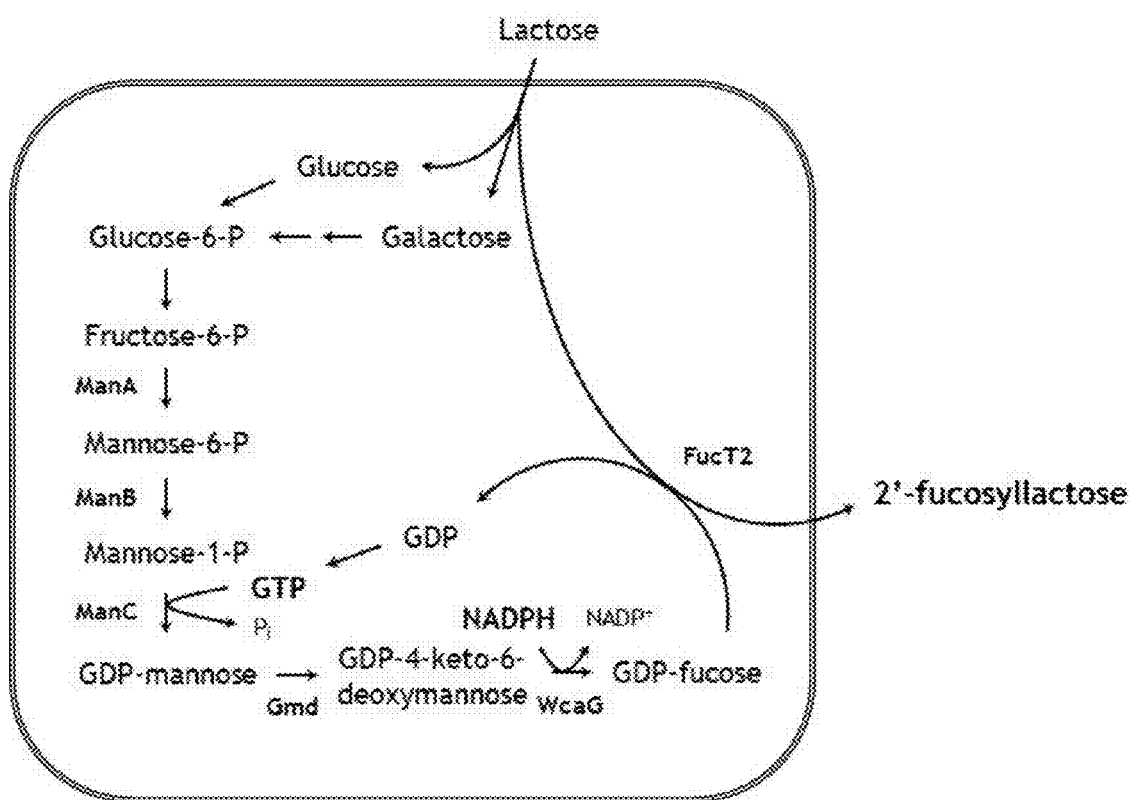 Lactose
Glucose
Glucose-6-P
Galactose
Fructose-6-P
ManA
Mannose-6-P
FucT2
ManB
2'-fucosyllactose
Mannose-1-P
GDP
GTP
ManC
Pi
NADPH
NADP+
GDP-mannose
GDP-4-keto-6-
deoxymannose
GDP-fucose
Gmd
WcaG